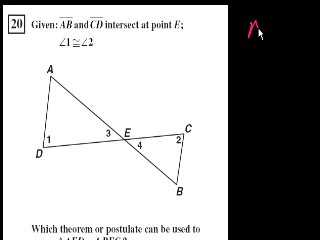 20 Given: AB and CD intersect at point E;
∠1 ≅ ∠2
A
3 E
C
1
4
2
D
B
Which theorem or postulate can be used to